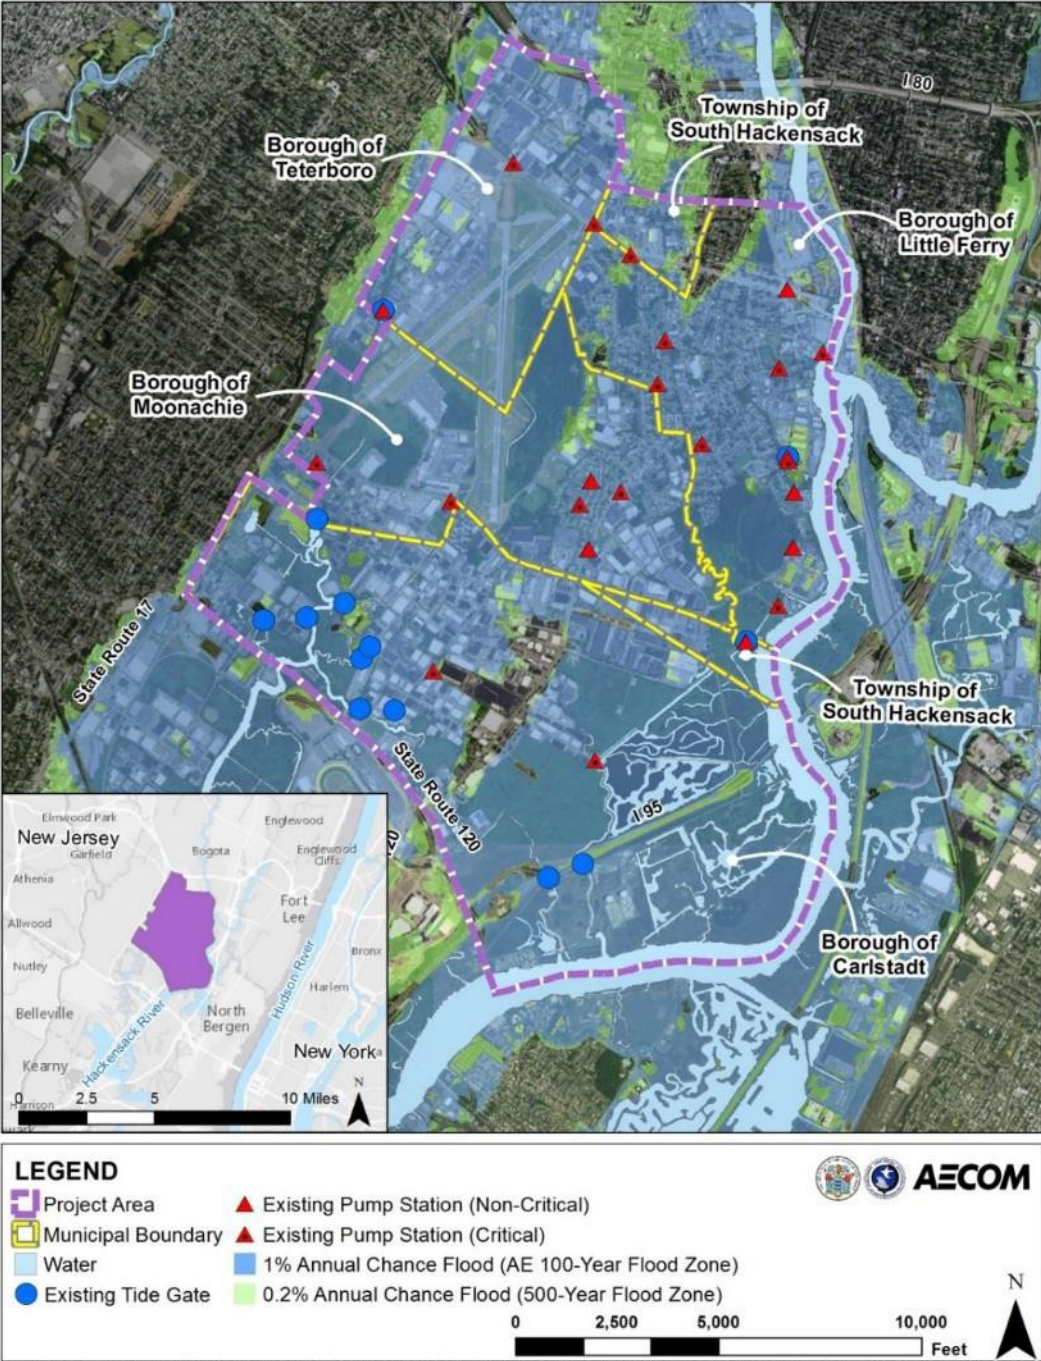 I 80
Township of
South Hackensack
Borough of
Teterboro
Borough of
Little Ferry
Borough of
Moonachie
State Route 17
Township of
South Hackensack
State Route 120
I 95
120
Borough of
Carlstadt
Elmwood Park
Englewood
New Jersey
Garfield
Bogota
Englewood
Cliffs
Athenia
Fort
Lee
Allwood
Bronx
Nutley
Hudson River
Harlem
Belleville
North
Bergen
Hackensack River
New York
Kearny
N
0 2.5 5 10 Miles
Harrison
LEGEND
Project Area
Municipal Boundary
Water
Existing Tide Gate
Existing Pump Station (Non-Critical)
Existing Pump Station (Critical)
1% Annual Chance Flood (AE 100-Year Flood Zone)
0.2% Annual Chance Flood (500-Year Flood Zone)
AECOM
N
0 2,500 5,000 10,000
Feet